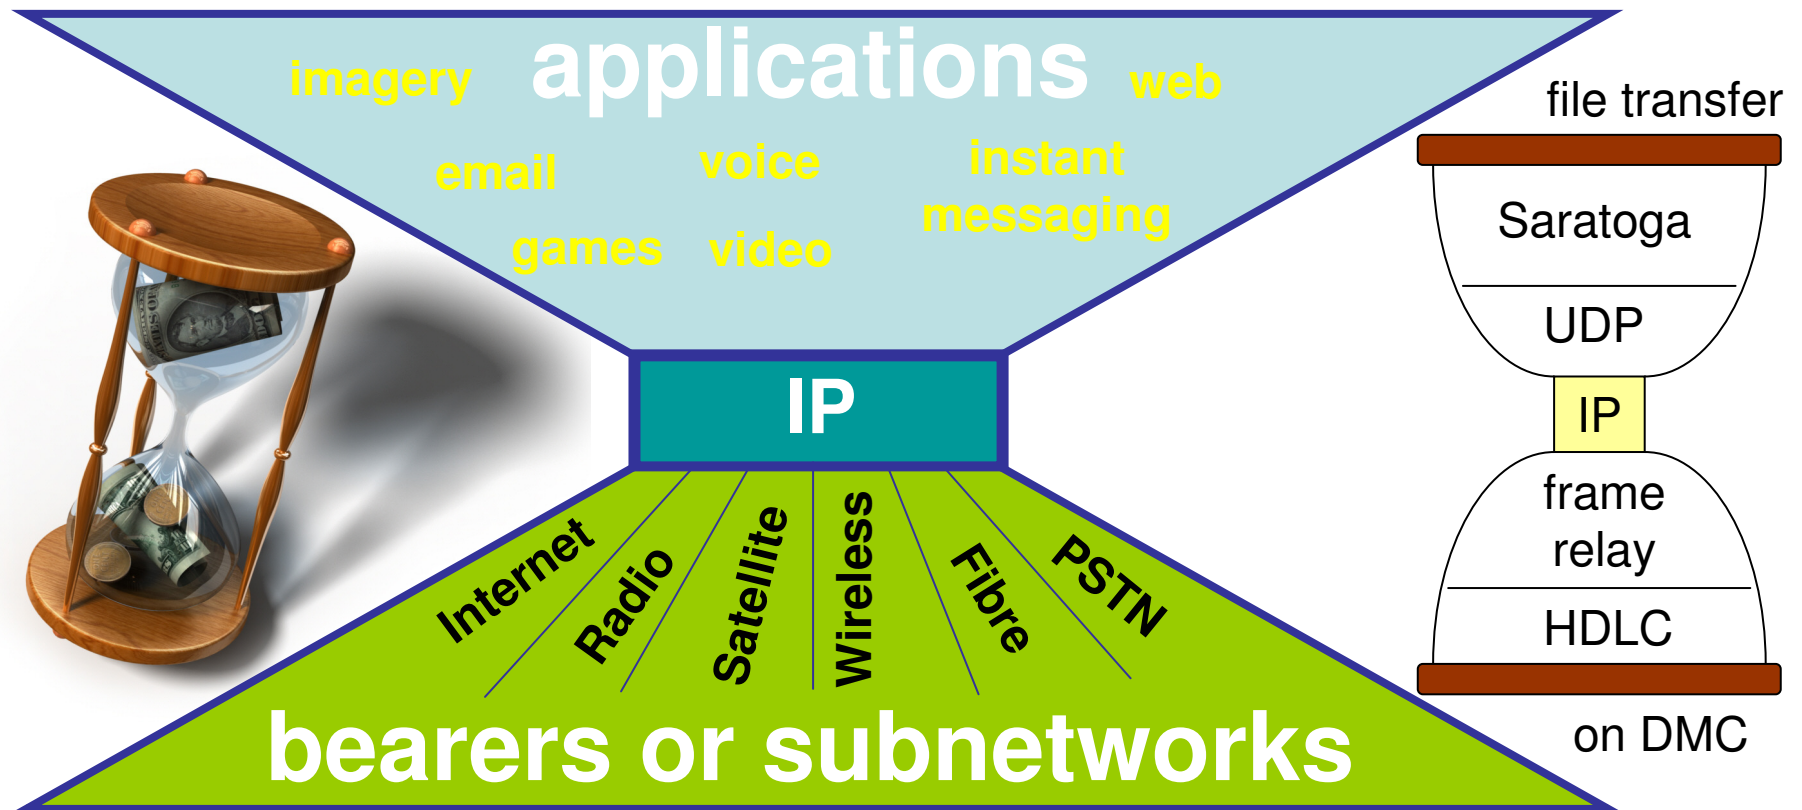 applications
imagery
web
email
voice
instant
messaging
games
video
IP
Internet
Radio
Satellite
Wireless
Fibre
PSTN
bearers or subnetworks
file transfer
Saratoga
UDP
IP
frame
relay
HDLC
on DMC